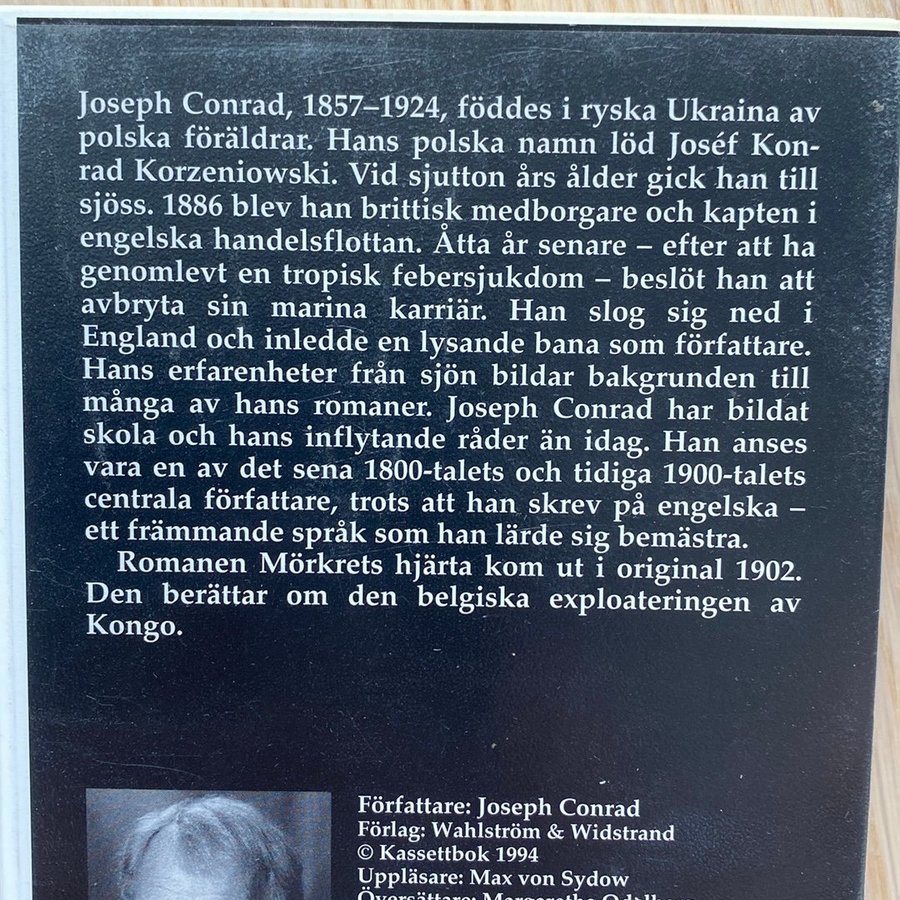 Joseph Conrad, 1857–1924, föddes i ryska Ukraina av
polska föräldrar. Hans polska namn löd Joséf Kon-
rad Korzeniowski. Vid sjutton års ålder gick han till
sjöss. 1886 blev han brittisk medborgare och kapten i
engelska handelsflottan. Åtta år senare – efter att ha
genomlevt en tropisk febersjukdom – beslöt han att
avbryta sin marina karriär. Han slog sig ned i
England och inledde en lysande bana som författare.
Hans erfarenheter från sjön bildar bakgrunden till
många av hans romaner. Joseph Conrad har bildat
skola och hans inflytande råder än idag. Han anses
vara en av det sena 1800-talets och tidiga 1900-talets
centrala författare, trots att han skrev på engelska –
ett främmande språk som han lärde sig bemästra.
Romanen Mörkrets hjärta kom ut i original 1902.
Den berättar om den belgiska exploateringen av
Kongo.
Författare: Joseph Conrad
Förlag: Wahlström & Widstrand
© Kassettbok 1994
Uppläsare: Max von Sydow
Översättare: Margaretha